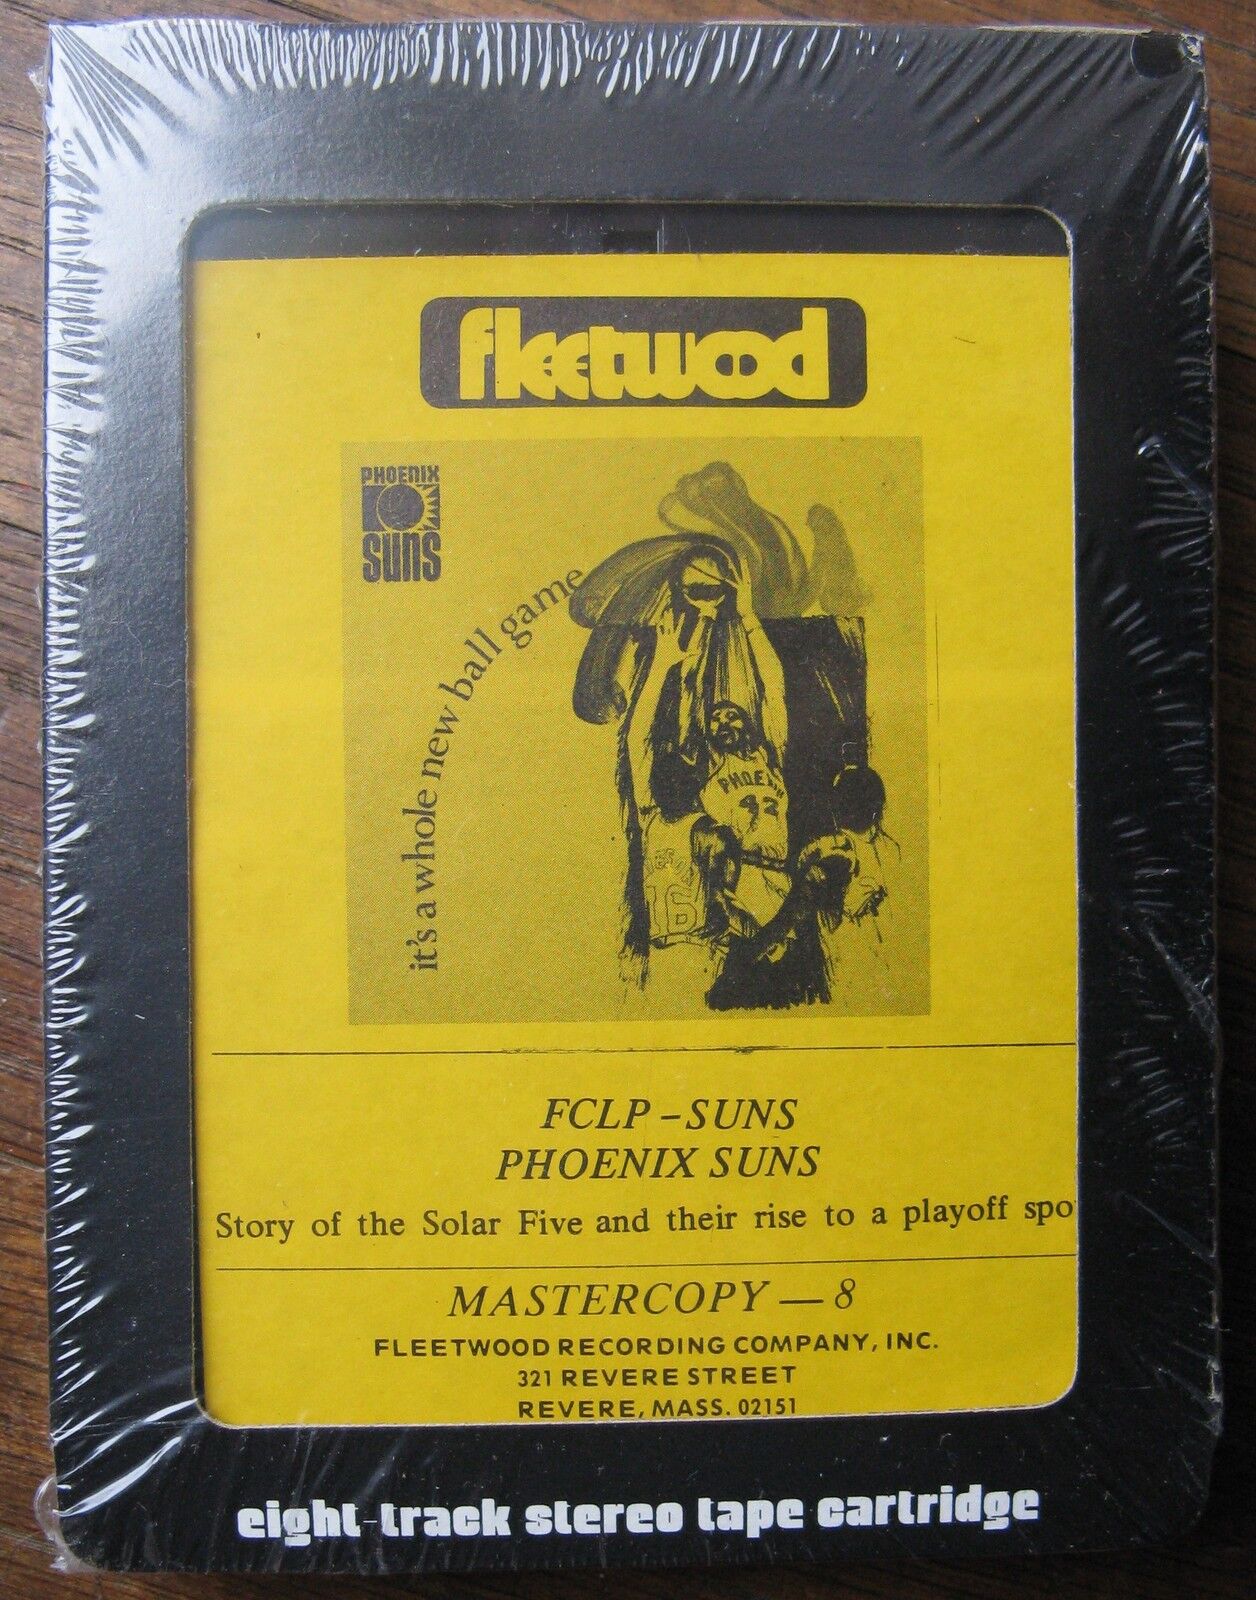 fleetwood
PHOENIX
SUNS
it's a whole new ball game
PHOENIX
42
FCLP - SUNS
PHOENIX SUNS
Story of the Solar Five and their rise to a playoff spo
MASTERCOPY — 8
FLEETWOOD RECORDING COMPANY, INC.
321 REVERE STREET
REVERE, MASS. 02151
eight-track stereo tape cartridge